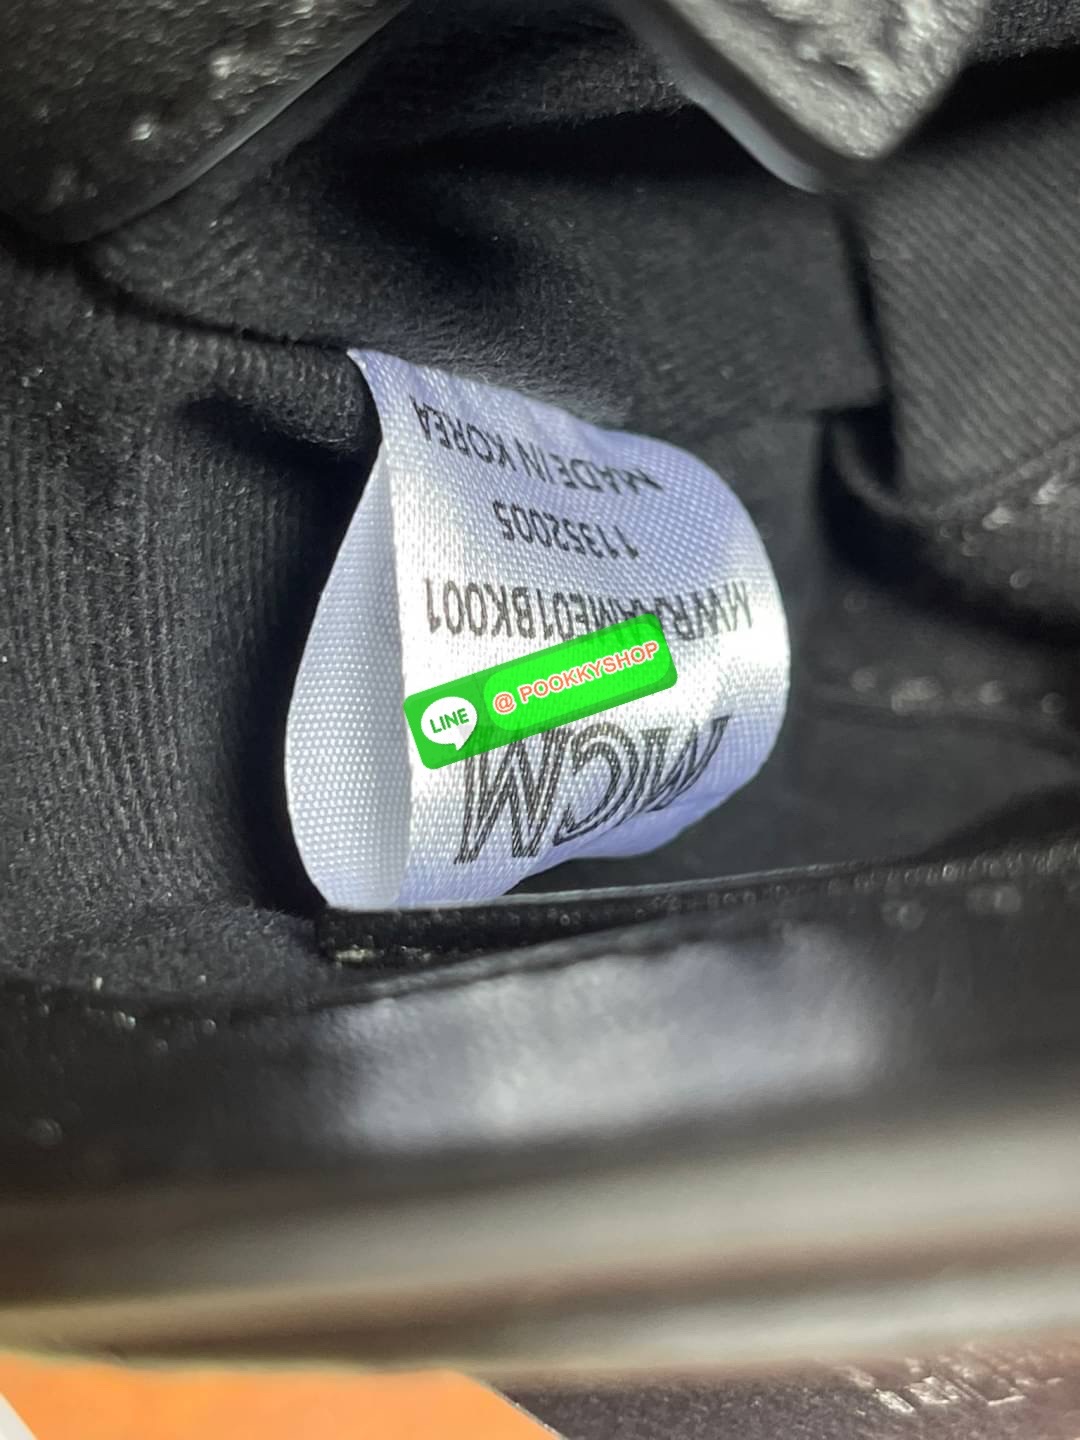 MCM
LINE @ POOKKYSHOP
11352005
MADE IN KOREA